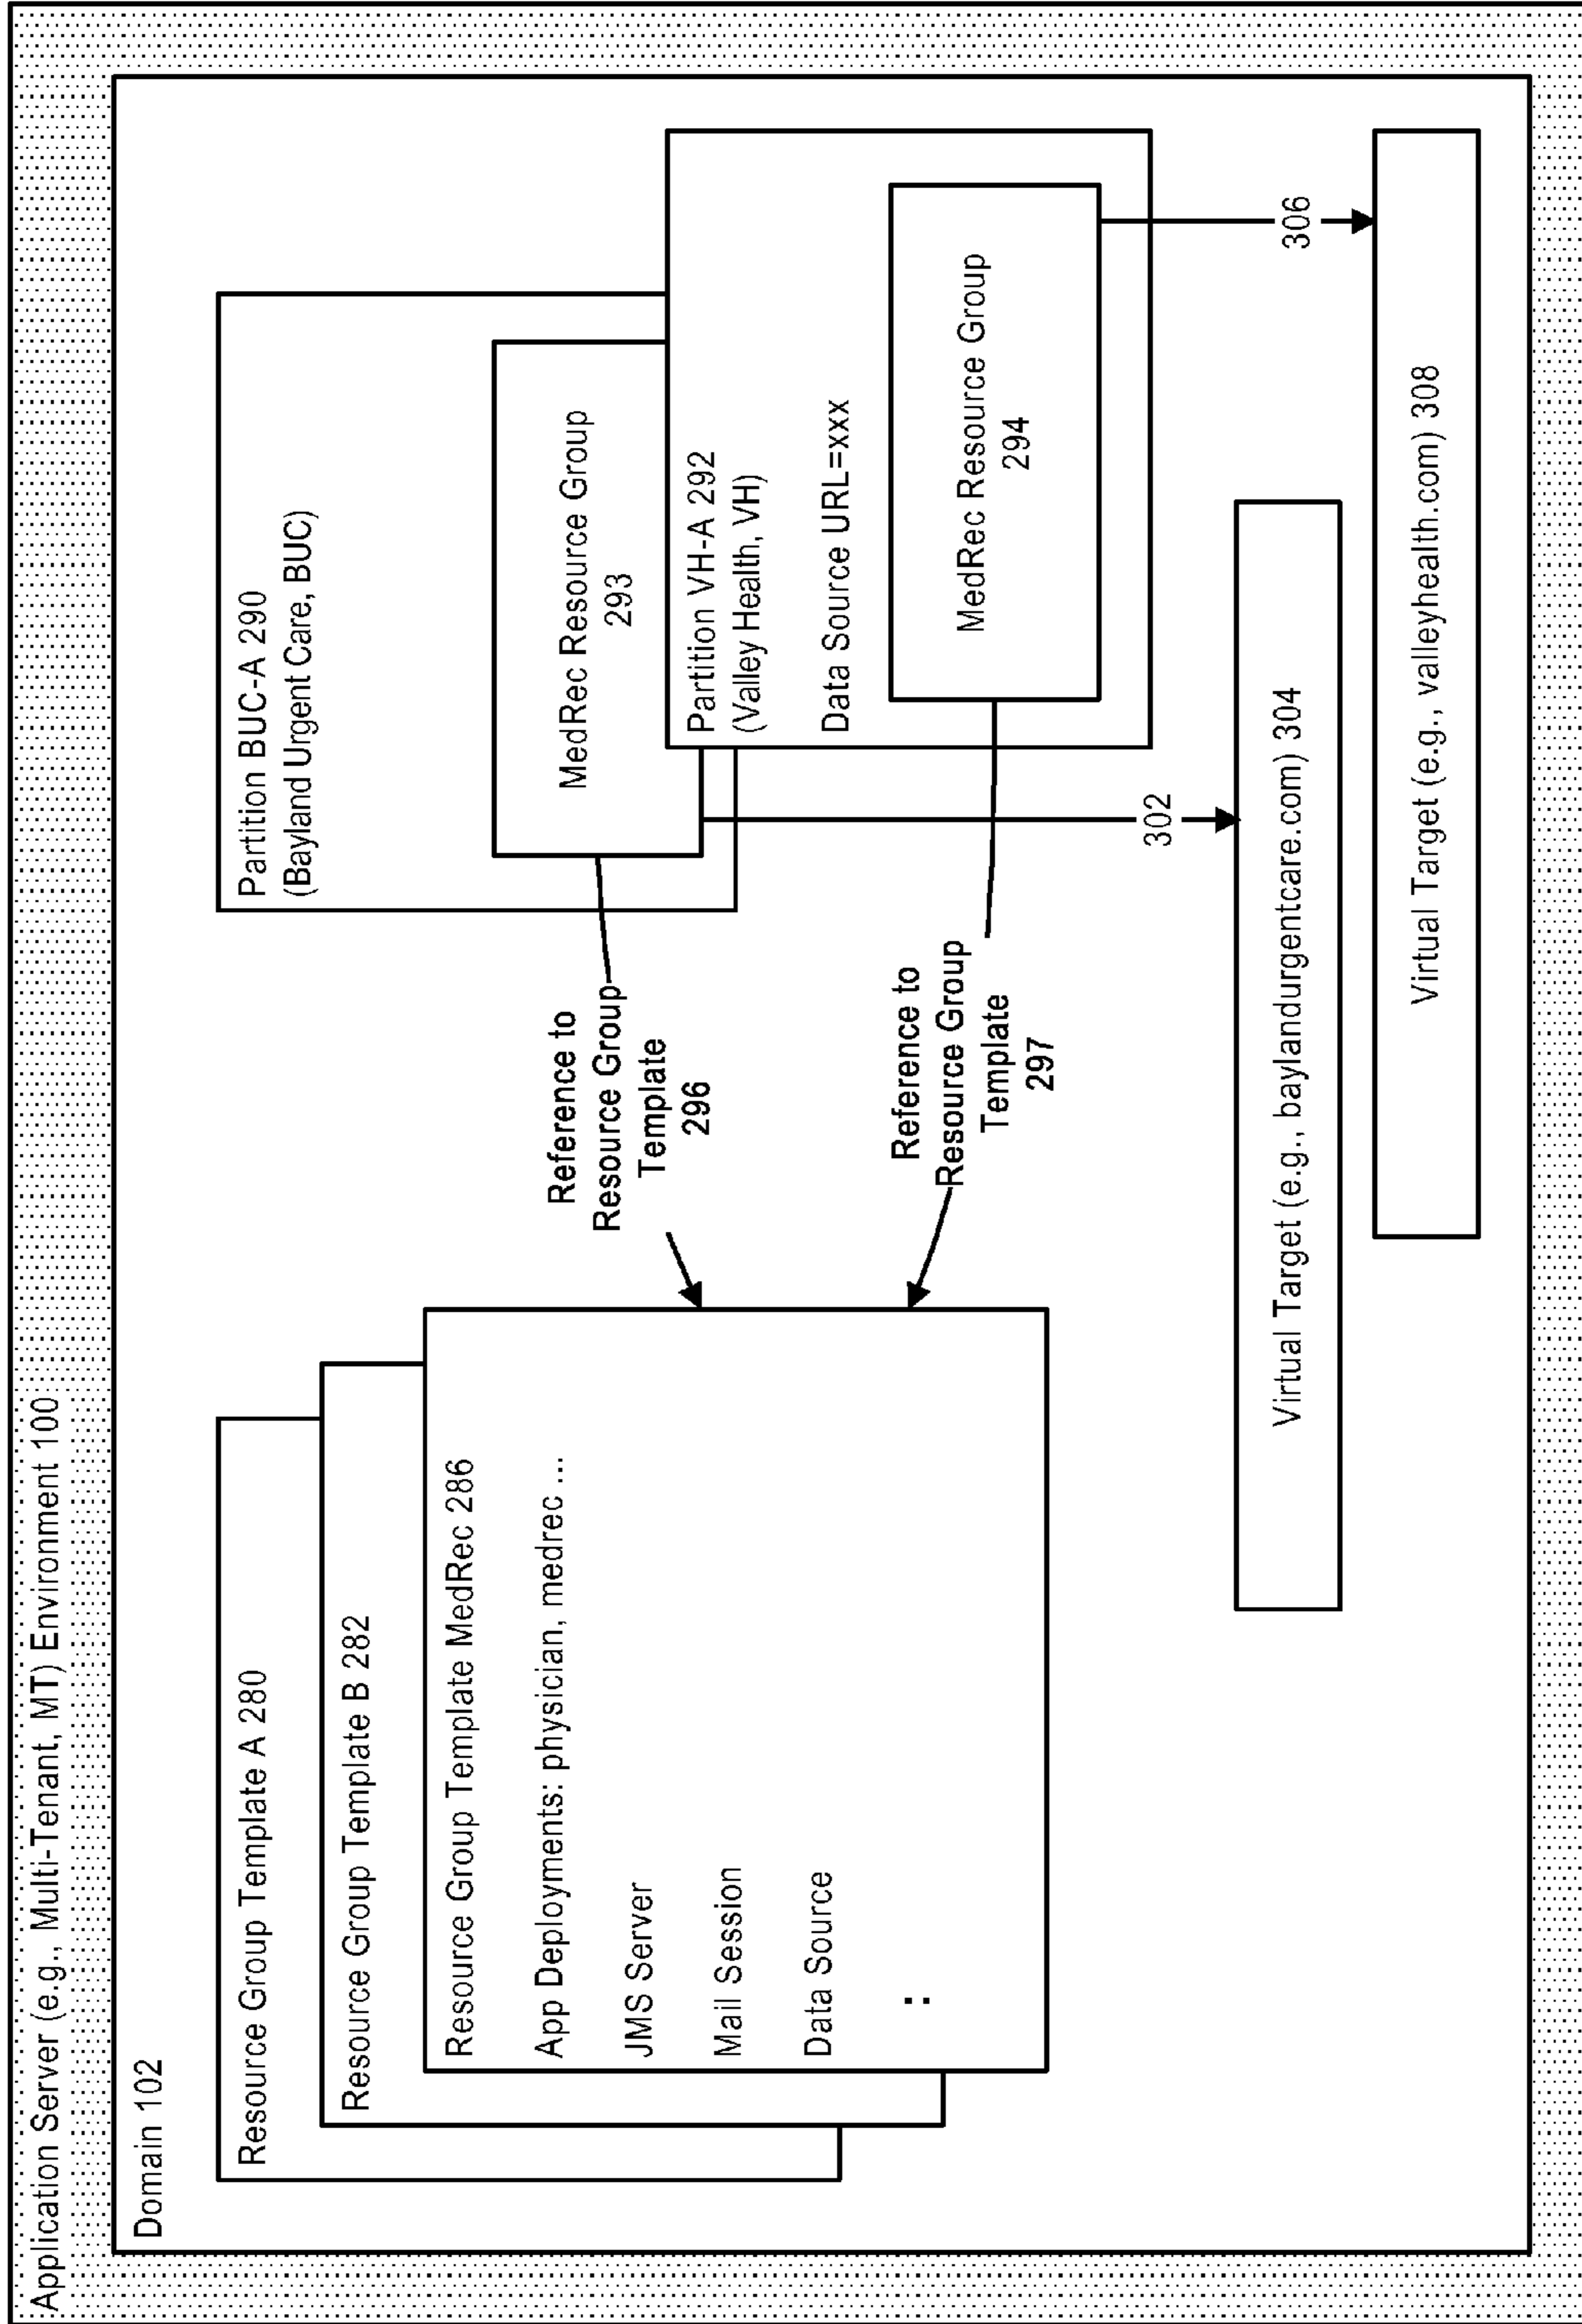 Application Server (e.g., Multi-Tenant, MT) Environment 100
Domain 102
Resource Group Template A 280
Resource Group Template B 282
Resource Group Template MedRec 286
App Deployments: physician, medrec ...
JMS Server
Mail Session
Data Source
:
Reference to
Resource Group
Template
296
Reference to
Resource Group
Template
297
Partition BUC-A 290
(Bayland Urgent Care, BUC)
MedRec Resource Group
293
Partition VH-A 292
(Valley Health, VH)
Data Source URL=xxx
MedRec Resource Group
294
302
306
Virtual Target (e.g., baylandurgentcare.com) 304
Virtual Target (e.g., valleyhealth.com) 308